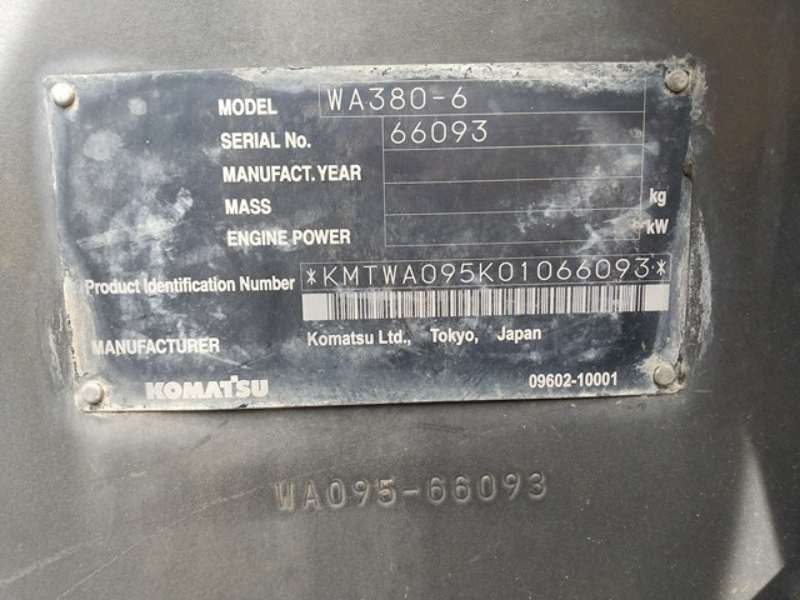 MODEL WA380-6
SERIAL No. 66093
MANUFACT.YEAR
MASS kg
ENGINE POWER kW
Product Identification Number *KMTWA095K01066093*
MANUFACTURER Komatsu Ltd., Tokyo, Japan
KOMATSU 09602-10001
WA095-66093